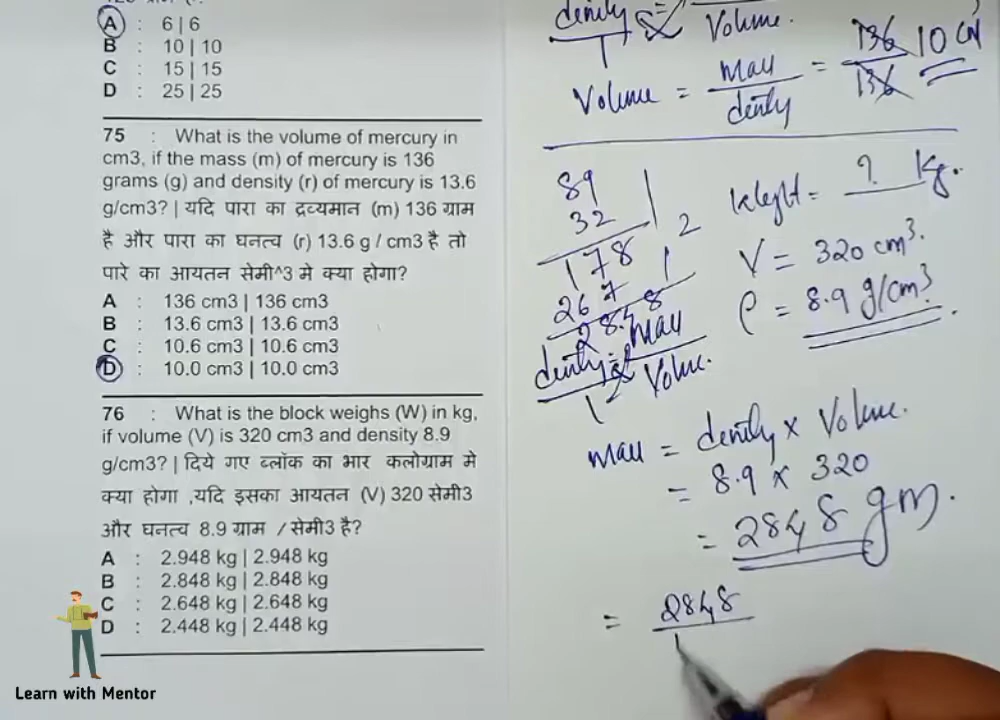 A : 6 | 6
B : 10 | 10
C : 15 | 15
D : 25 | 25
75 : What is the volume of mercury in
cm3, if the mass (m) of mercury is 136
grams (g) and density (r) of mercury is 13.6
g/cm3? | यदि पारा का द्रव्यमान (m) 136 ग्राम
है और पारा का घनत्व (r) 13.6 g / cm3 है तो
पारे का आयतन सेमी^3 मे क्या होगा?
A : 136 cm3 | 136 cm3
B : 13.6 cm3 | 13.6 cm3
C : 10.6 cm3 | 10.6 cm3
D : 10.0 cm3 | 10.0 cm3
76 : What is the block weighs (W) in kg,
if volume (V) is 320 cm3 and density 8.9
g/cm3? | दिये गए ब्लॉक का भार कलोग्राम मे
क्या होगा ,यदि इसका आयतन (V) 320 सेमी3
और घनत्व 8.9 ग्राम / सेमी3 है?
A : 2.948 kg | 2.948 kg
B : 2.848 kg | 2.848 kg
C : 2.648 kg | 2.648 kg
D : 2.448 kg | 2.448 kg
Learn with Mentor
density = Volume.
1
Volume = mass / density = 136 / 136 10
89
32
178
267
2848
density = mass
1 Volume.
Weight = ? Kg.
V = 320 cm³.
ρ = 8.9 g/cm³.
mass = density x Volume.
= 8.9 x 320
= 2848 gm.
= 2848